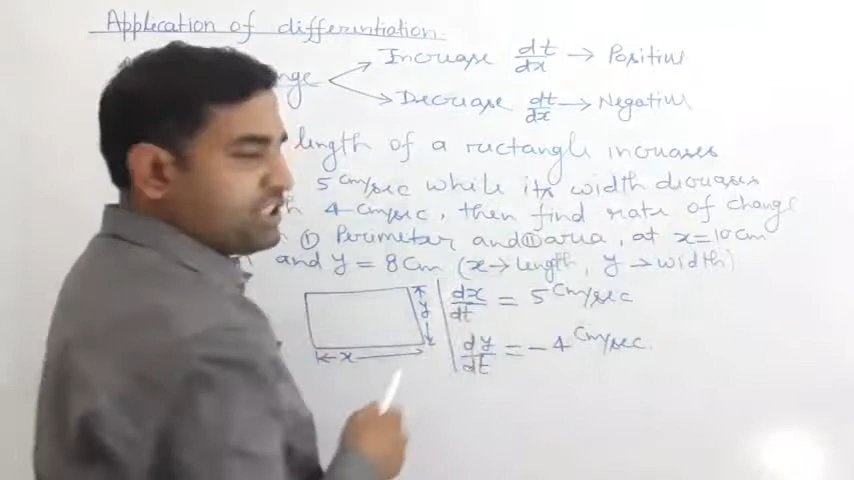 Application of differentiation
nge
Increase dt/dx → Positive
Decrease dt/dx → Negative
length of a rectangle increases
5 cm/sec while its width decreases
h 4 cm/sec, then find rate of change
① Perimeter and ⑪ area, at x=10 cm
and y = 8 cm (x→length, y→width)
dx/dt = 5 cm/sec
y
dy/dt = -4 cm/sec.
x